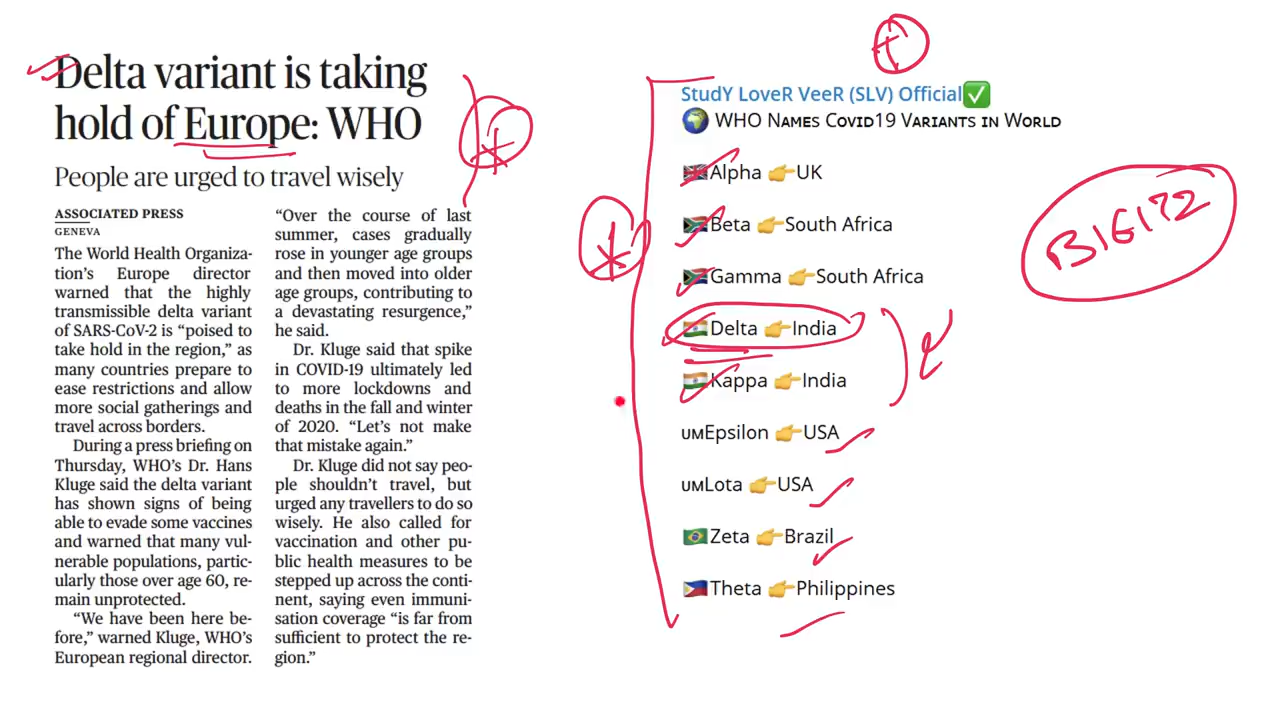 Delta variant is taking
hold of Europe: WHO
People are urged to travel wisely
ASSOCIATED PRESS
GENEVA
The World Health Organiza-
tion's Europe director
warned that the highly
transmissible delta variant
of SARS-CoV-2 is “poised to
take hold in the region,” as
many countries prepare to
ease restrictions and allow
more social gatherings and
travel across borders.
During a press briefing on
Thursday, WHO's Dr. Hans
Kluge said the delta variant
has shown signs of being
able to evade some vaccines
and warned that many vul-
nerable populations, partic-
ularly those over age 60, re-
main unprotected.
“We have been here be-
fore,” warned Kluge, WHO's
European regional director.
“Over the course of last
summer, cases gradually
rose in younger age groups
and then moved into older
age groups, contributing to
a devastating resurgence,”
he said.
Dr. Kluge said that spike
in COVID-19 ultimately led
to more lockdowns and
deaths in the fall and winter
of 2020. “Let's not make
that mistake again.”
Dr. Kluge did not say peo-
ple shouldn't travel, but
urged any travellers to do so
wisely. He also called for
vaccination and other pu-
blic health measures to be
stepped up across the conti-
nent, saying even immuni-
sation coverage “is far from
sufficient to protect the re-
gion.”
StudY LoveR VeeR (SLV) Official✅
🌍 WHO Nᴀᴍᴇs Cᴏᴠɪᴅ19 Vᴀʀɪᴀɴᴛs ɪɴ Wᴏʀʟᴅ
🇬🇧Alpha 👉UK
🇿🇦Beta 👉South Africa
🇿🇦Gamma 👉South Africa
🇮🇳Delta 👉India
🇮🇳Kappa 👉India
ᴜᴍEpsilon 👉USA
ᴜᴍLota 👉USA
🇧🇷Zeta 👉Brazil
🇵🇭Theta 👉Philippines
B16172